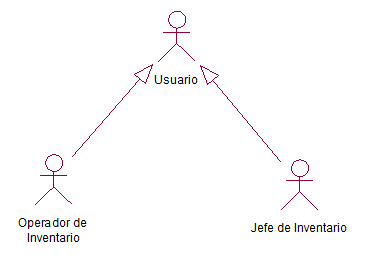 Usuario
Operador de
Inventario
Jefe de Inventario